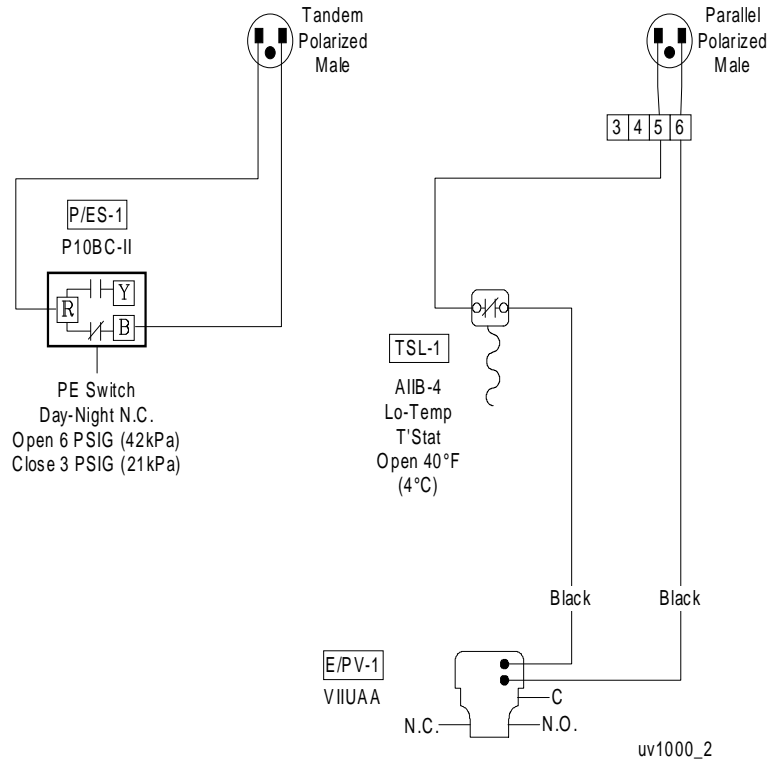 Tandem
Polarized
Male
Parallel
Polarized
Male
3 4 5 6
P/ES-1
P10BC-II
R
Y
B
PE Switch
Day-Night N.C.
Open 6 PSIG (42kPa)
Close 3 PSIG (21kPa)
TSL-1
AIIB-4
Lo-Temp
T'Stat
Open 40°F
(4°C)
Black
Black
E/PV-1
VIIUAA
C
N.C.
N.O.
uv1000_2